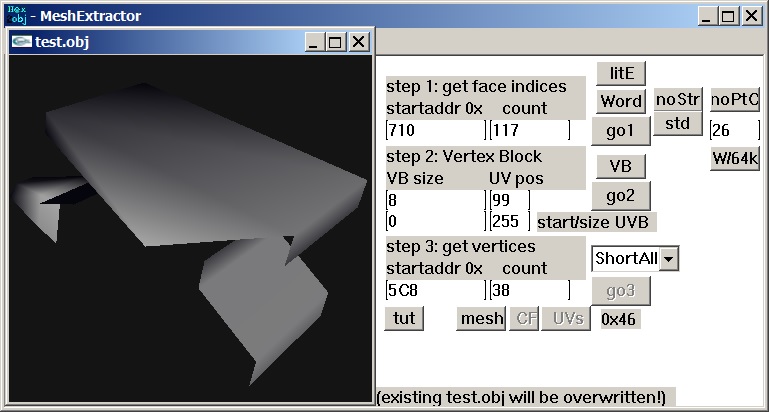 Hex obj - MeshExtractor
test.obj
litE
step 1: get face indices
startaddr 0x count
Word noStr noPtC
std
710 117 go1 26
step 2: Vertex Block
VB W/64k
VB size UV pos
8 99 go2
0 255 start/size UVB
step 3: get vertices
startaddr 0x count
ShortAll
5C8 38 go3
tut mesh CF UVs 0x46
(existing test.obj will be overwritten!)